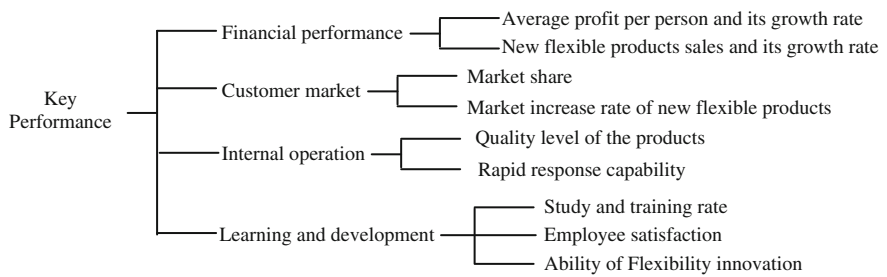 Key
Performance
Financial performance
Average profit per person and its growth rate
New flexible products sales and its growth rate
Customer market
Market share
Market increase rate of new flexible products
Internal operation
Quality level of the products
Rapid response capability
Learning and development
Study and training rate
Employee satisfaction
Ability of Flexibility innovation